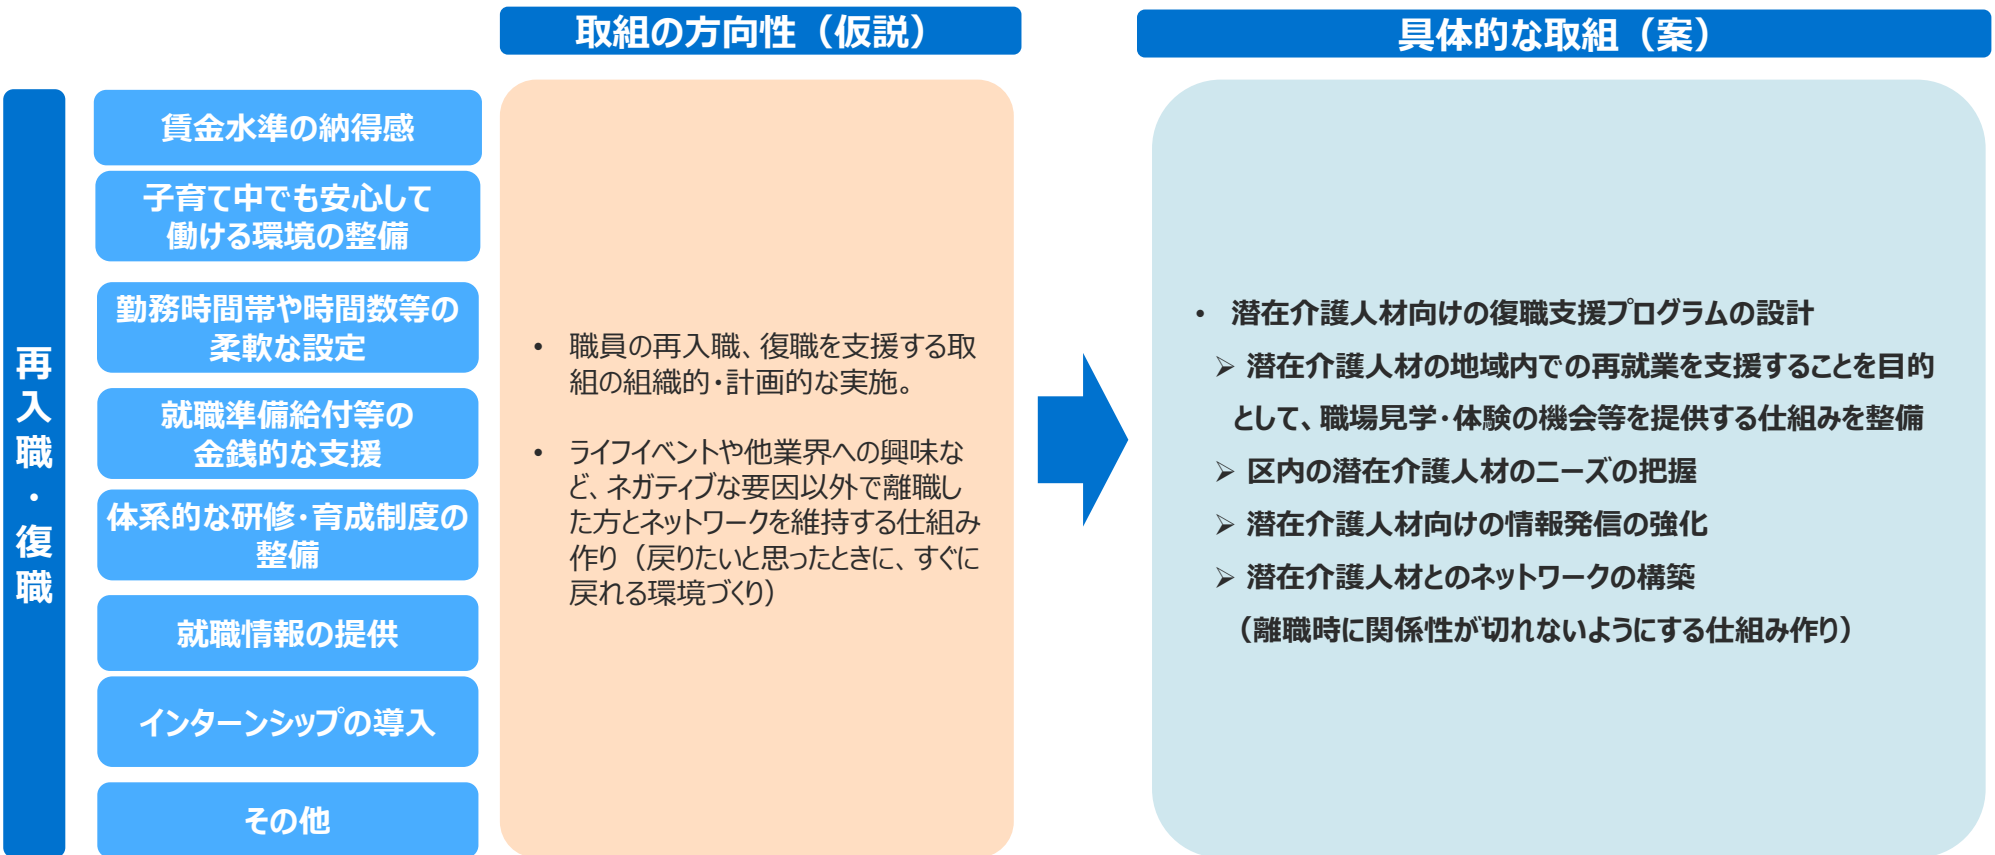 取組の方向性（仮説）
具体的な取組（案）
再入職・復職
賃金水準の納得感
子育て中でも安心して
働ける環境の整備
勤務時間帯や時間数等の
柔軟な設定
就職準備給付等の
金銭的な支援
体系的な研修・育成制度の
整備
就職情報の提供
インターンシップの導入
その他
• 職員の再入職、復職を支援する取
組の組織的・計画的な実施。
• ライフイベントや他業界への興味な
ど、ネガティブな要因以外で離職し
た方とネットワークを維持する仕組み
作り（戻りたいと思ったときに、すぐに
戻れる環境づくり）
• 潜在介護人材向けの復職支援プログラムの設計
➢ 潜在介護人材の地域内での再就業を支援することを目的
として、職場見学・体験の機会等を提供する仕組みを整備
➢ 区内の潜在介護人材のニーズの把握
➢ 潜在介護人材向けの情報発信の強化
➢ 潜在介護人材とのネットワークの構築
（離職時に関係性が切れないようにする仕組み作り）